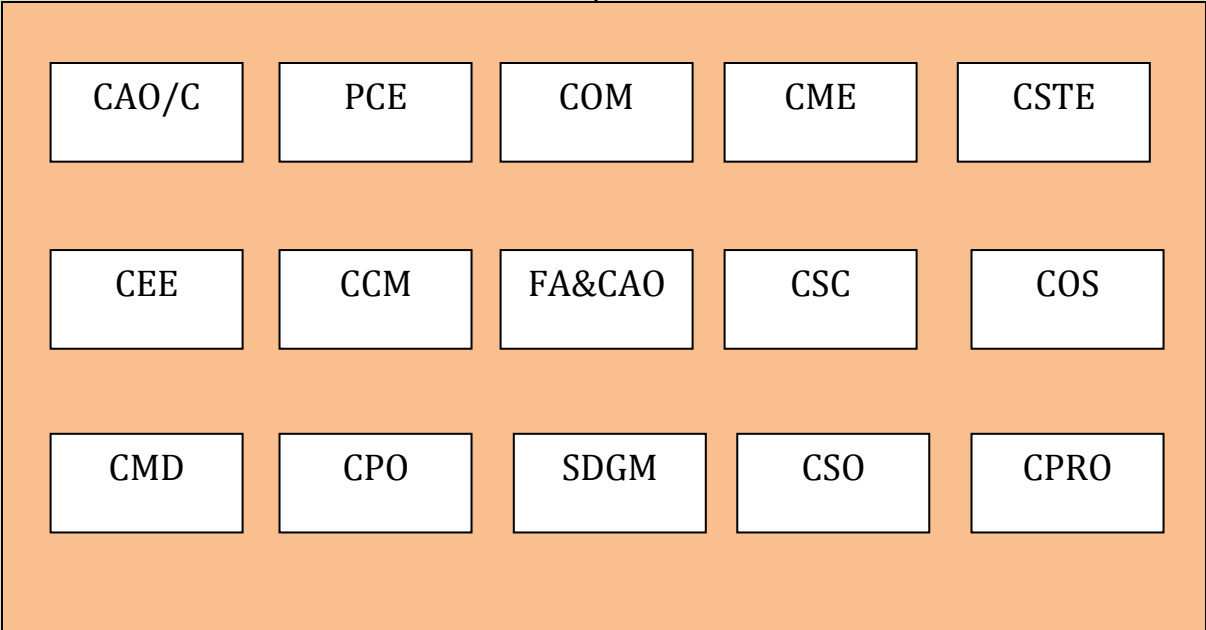 CAO/C PCE COM CME CSTE
CEE CCM FA&CAO CSC COS
CMD CPO SDGM CSO CPRO